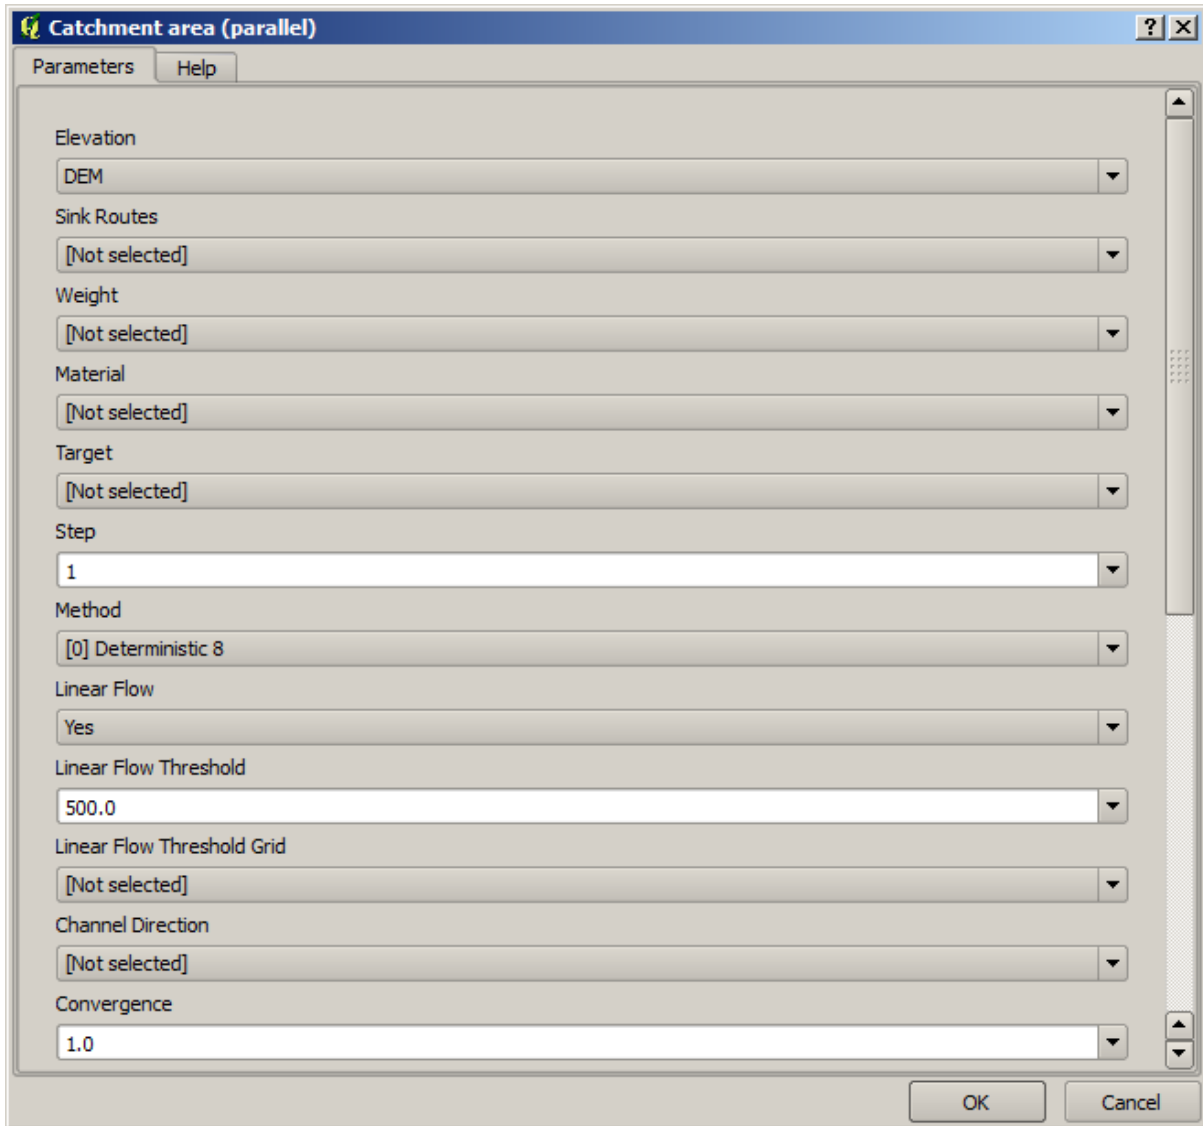 Catchment area (parallel)
Parameters Help
Elevation
DEM
Sink Routes
[Not selected]
Weight
[Not selected]
Material
[Not selected]
Target
[Not selected]
Step
1
Method
[0] Deterministic 8
Linear Flow
Yes
Linear Flow Threshold
500.0
Linear Flow Threshold Grid
[Not selected]
Channel Direction
[Not selected]
Convergence
1.0
OK Cancel